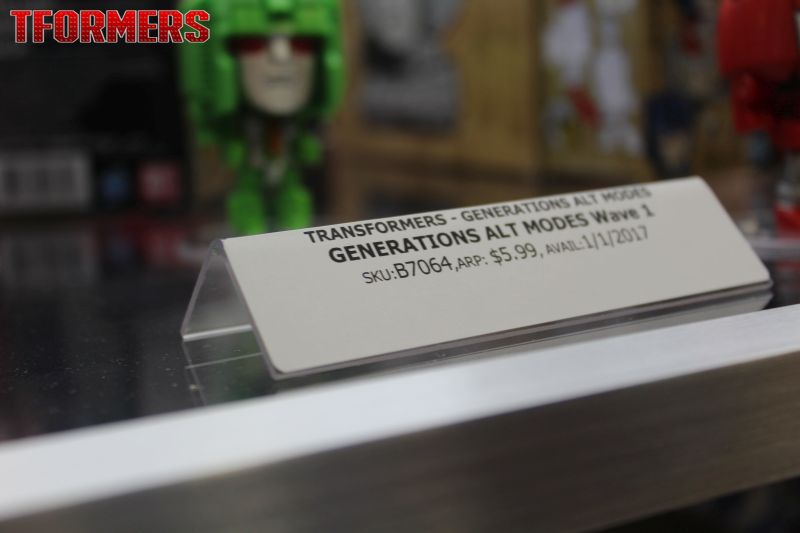 TFORMERS
TRANSFORMERS - GENERATIONS ALT MODES
GENERATIONS ALT MODES Wave 1
SKU:B7064,ARP: $5.99, AVAIL:1/1/2017